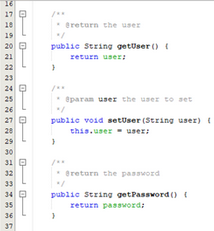 16
17 /**
18 * @return the user
19 */
20 public String getUser() {
21 return user;
22 }
23
24 /**
25 * @param user the user to set
26 */
27 public void setUser(String user) {
28 this.user = user;
29 }
30
31 /**
32 * @return the password
33 */
34 public String getPassword() {
35 return password;
36 }
37